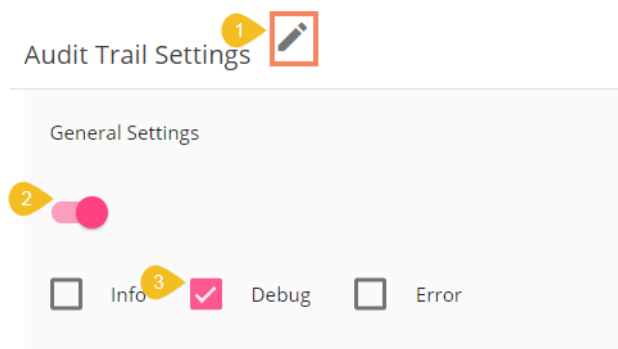 1
Audit Trail Settings
General Settings
2
3
Info Debug Error